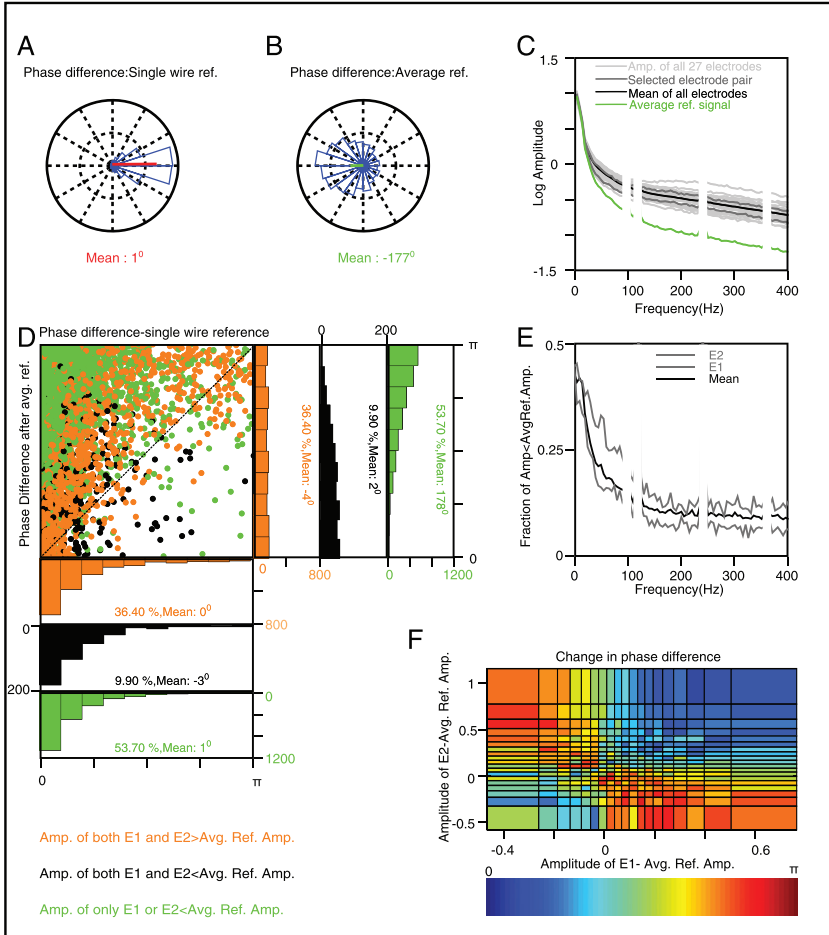 A
Phase difference:Single wire ref.
Mean : 1⁰
B
Phase difference:Average ref.
Mean : -177⁰
C
1.5
0
-1.5
Log Amplitude
Amp. of all 27 electrodes
Selected electrode pair
Mean of all electrodes
Average ref. signal
0 100 200 300 400
Frequency(Hz)
D
Phase difference-single wire reference
Phase Difference after avg. ref.
0
200
π
36.40 %,Mean: -4⁰
9.90 %,Mean: 2⁰
53.70 %,Mean: 178⁰
0
800
0
1200
0
36.40 %,Mean: 0⁰
0
800
9.90 %,Mean: -3⁰
200
0
53.70 %,Mean: 1⁰
1200
0
π
Amp. of both E1 and E2>Avg. Ref. Amp.
Amp. of both E1 and E2<Avg. Ref. Amp.
Amp. of only E1 or E2<Avg. Ref. Amp.
E
0.5
0.25
0
Fraction of Amp<AvgRef.Amp.
E2
E1
Mean
0 100 200 300 400
Frequency(Hz)
F
Change in phase difference
Amplitude of E2-Avg. Ref. Amp.
1
0.5
0
-0.5
-0.4 0 0.6
Amplitude of E1- Avg. Ref. Amp.
0
π